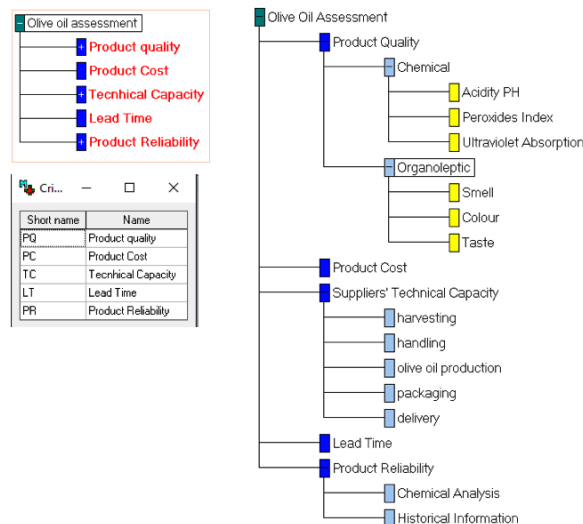 Olive oil assessment
Product quality
Product Cost
Tecnhical Capacity
Lead Time
Product Reliability
Cri...
Short name Name
PQ Product quality
PC Product Cost
TC Tecnhical Capacity
LT Lead Time
PR Product Reliability
Olive Oil Assessment
Product Quality
Chemical
Acidity PH
Peroxides Index
Ultraviolet Absorption
Organoleptic
Smell
Colour
Taste
Product Cost
Suppliers' Technical Capacity
harvesting
handling
olive oil production
packaging
delivery
Lead Time
Product Reliability
Chemical Analysis
Historical Information